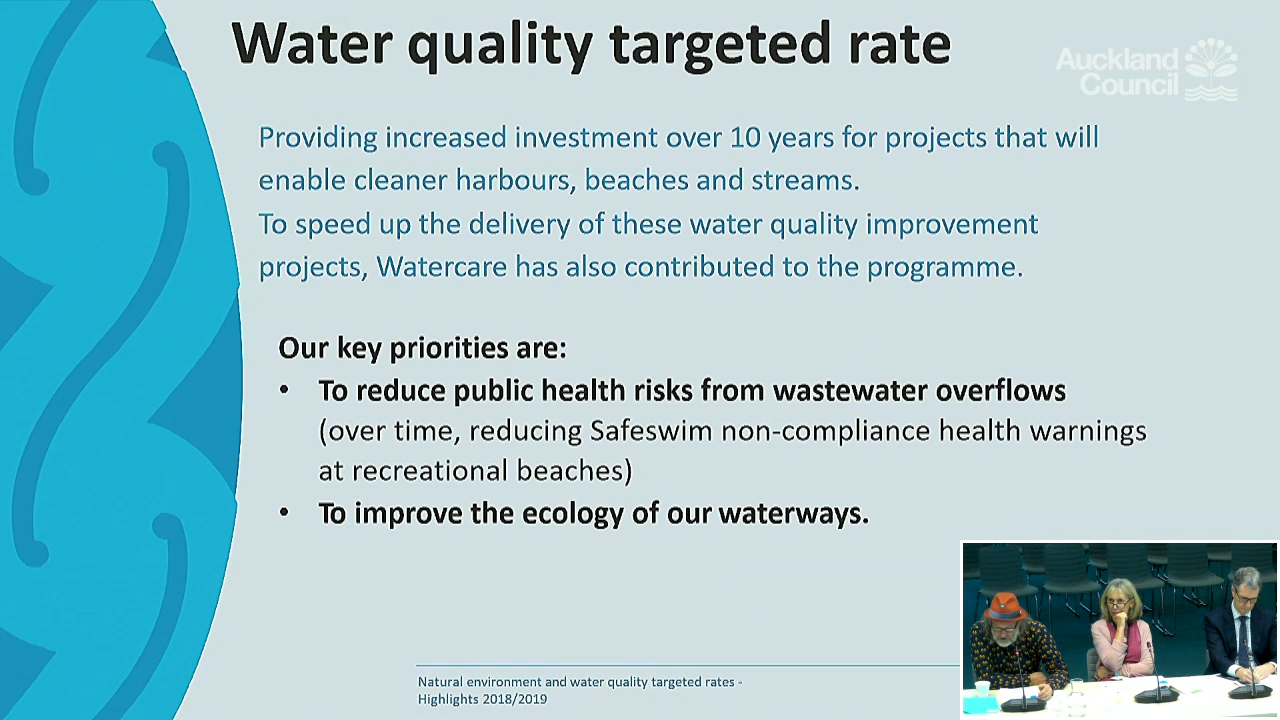 Water quality targeted rate
Auckland
Council
Providing increased investment over 10 years for projects that will
enable cleaner harbours, beaches and streams.
To speed up the delivery of these water quality improvement
projects, Watercare has also contributed to the programme.
Our key priorities are:
• To reduce public health risks from wastewater overflows
(over time, reducing Safeswim non-compliance health warnings
at recreational beaches)
• To improve the ecology of our waterways.
Natural environment and water quality targeted rates -
Highlights 2018/2019